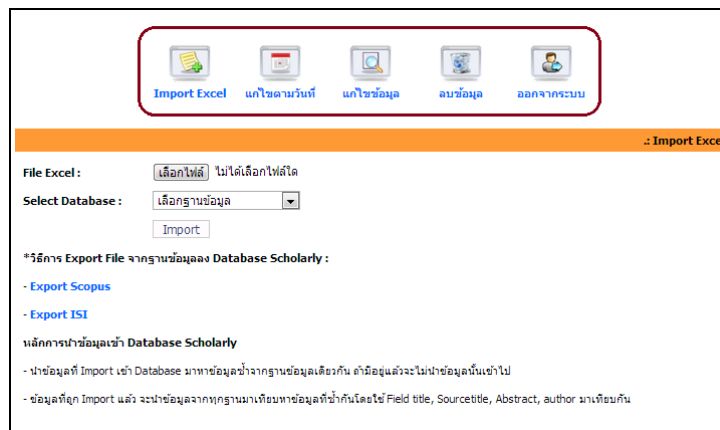 Import Excel แก้ไขตามวันที่ แก้ไขข้อมูล ลบข้อมูล ออกจากระบบ
.: Import Exce
File Excel : เลือกไฟล์ ไม่ได้เลือกไฟล์ใด
Select Database : เลือกฐานข้อมูล
Import
*วิธีการ Export File จากฐานข้อมูลลง Database Scholarly :
- Export Scopus
- Export ISI
หลักการนำข้อมูลเข้า Database Scholarly
- นำข้อมูลที่ Import เข้า Database มาหาข้อมูลซ้ำจากฐานข้อมูลเดียวกัน ถ้ามีอยู่แล้วจะไม่นำข้อมูลนั้นเข้าไป
- ข้อมูลที่ถูก Import แล้ว จะนำข้อมูลจากทุกฐานมาเทียบหาข้อมูลที่ซ้ำกันโดยใช้ Field title, Sourcetitle, Abstract, author มาเทียบกัน